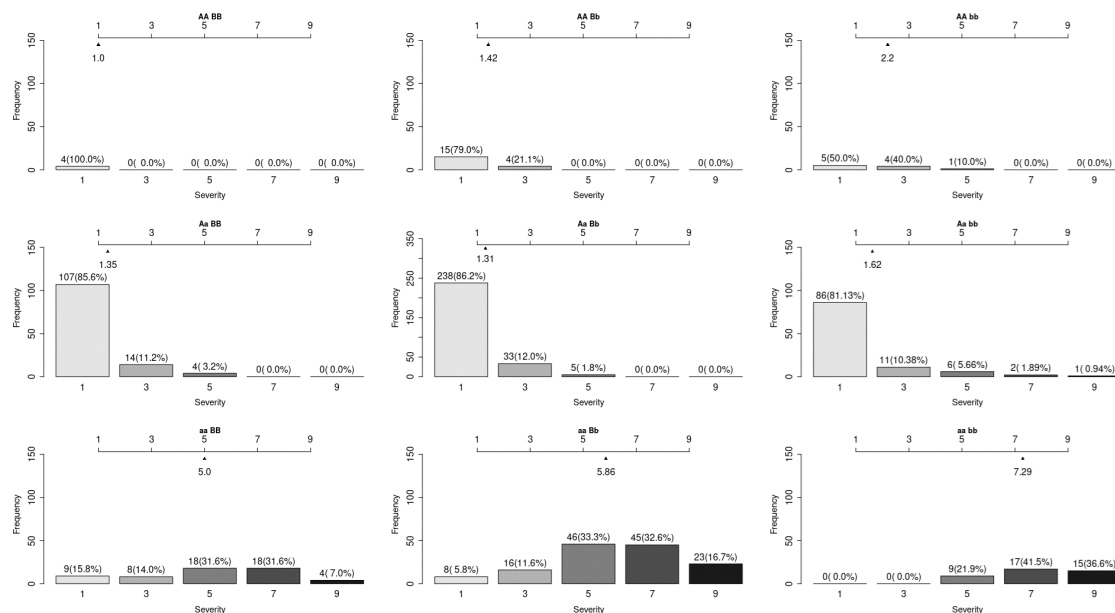 AA BB
1 3 5 7 9
1.0
Frequency
150
100
50
0
4(100.0%) 0( 0.0%) 0( 0.0%) 0( 0.0%) 0( 0.0%)
1 3 5 7 9
Severity
AA Bb
1 3 5 7 9
1.42
Frequency
150
100
50
0
15(79.0%) 4(21.1%) 0( 0.0%) 0( 0.0%) 0( 0.0%)
1 3 5 7 9
Severity
AA bb
1 3 5 7 9
2.2
Frequency
150
100
50
0
5(50.0%) 4(40.0%) 1(10.0%) 0( 0.0%) 0( 0.0%)
1 3 5 7 9
Severity
Aa BB
1 3 5 7 9
1.35
Frequency
150
100
50
0
107(85.6%) 14(11.2%) 4( 3.2%) 0( 0.0%) 0( 0.0%)
1 3 5 7 9
Severity
Aa Bb
1 3 5 7 9
1.31
Frequency
350
250
150
50
0
238(86.2%) 33(12.0%) 5( 1.8%) 0( 0.0%) 0( 0.0%)
1 3 5 7 9
Severity
Aa bb
1 3 5 7 9
1.62
Frequency
150
100
50
0
86(81.13%) 11(10.38%) 6( 5.66%) 2( 1.89%) 1( 0.94%)
1 3 5 7 9
Severity
aa BB
1 3 5 7 9
5.0
Frequency
150
100
50
0
9(15.8%) 8(14.0%) 18(31.6%) 18(31.6%) 4( 7.0%)
1 3 5 7 9
Severity
aa Bb
1 3 5 7 9
5.86
Frequency
150
100
50
0
8( 5.8%) 16(11.6%) 46(33.3%) 45(32.6%) 23(16.7%)
1 3 5 7 9
Severity
aa bb
1 3 5 7 9
7.29
Frequency
150
100
50
0
0( 0.0%) 0( 0.0%) 9(21.9%) 17(41.5%) 15(36.6%)
1 3 5 7 9
Severity